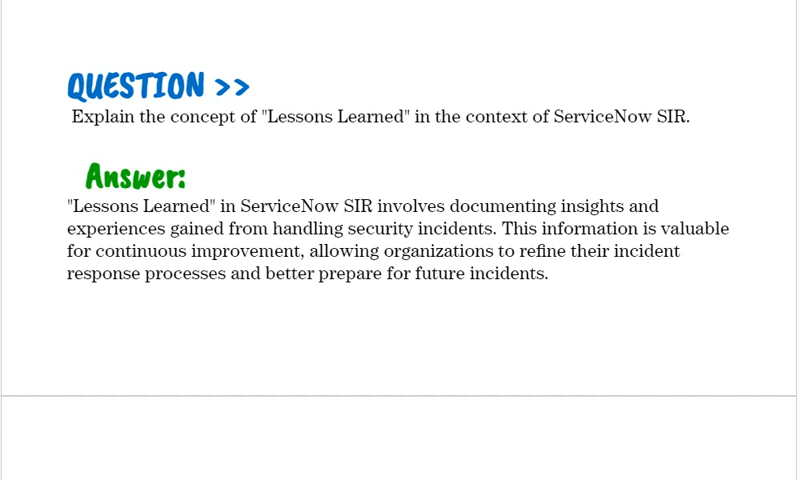 QUESTION >>
Explain the concept of "Lessons Learned" in the context of ServiceNow SIR.
Answer:
"Lessons Learned" in ServiceNow SIR involves documenting insights and
experiences gained from handling security incidents. This information is valuable
for continuous improvement, allowing organizations to refine their incident
response processes and better prepare for future incidents.